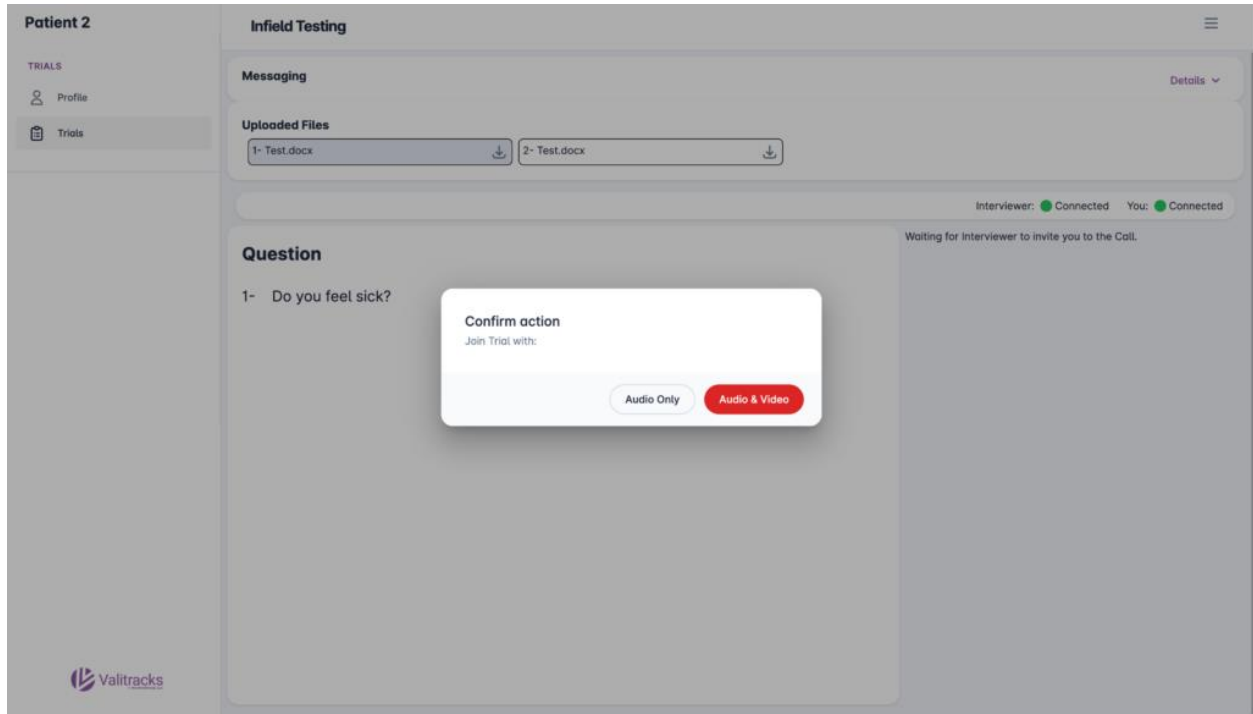 Patient 2
Infield Testing
TRIALS
Profile
Trials
Messaging
Details
Uploaded Files
1- Test.docx
2- Test.docx
Interviewer: Connected You: Connected
Question
1- Do you feel sick?
Waiting for Interviewer to invite you to the Call.
Confirm action
Join Trial with:
Audio Only
Audio & Video
Valitracks